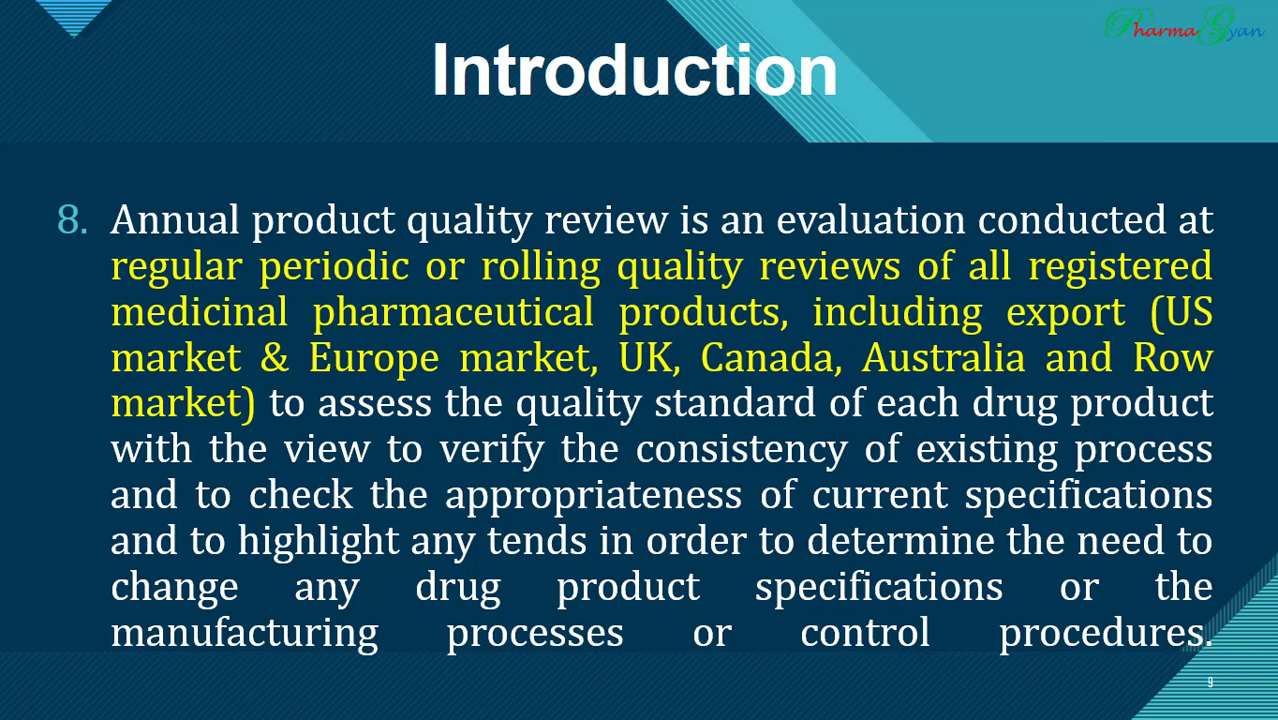 Pharma Gyan
Introduction
8. Annual product quality review is an evaluation conducted at
regular periodic or rolling quality reviews of all registered
medicinal pharmaceutical products, including export (US
market & Europe market, UK, Canada, Australia and Row
market) to assess the quality standard of each drug product
with the view to verify the consistency of existing process
and to check the appropriateness of current specifications
and to highlight any tends in order to determine the need to
change any drug product specifications or the
manufacturing processes or control procedures.
9